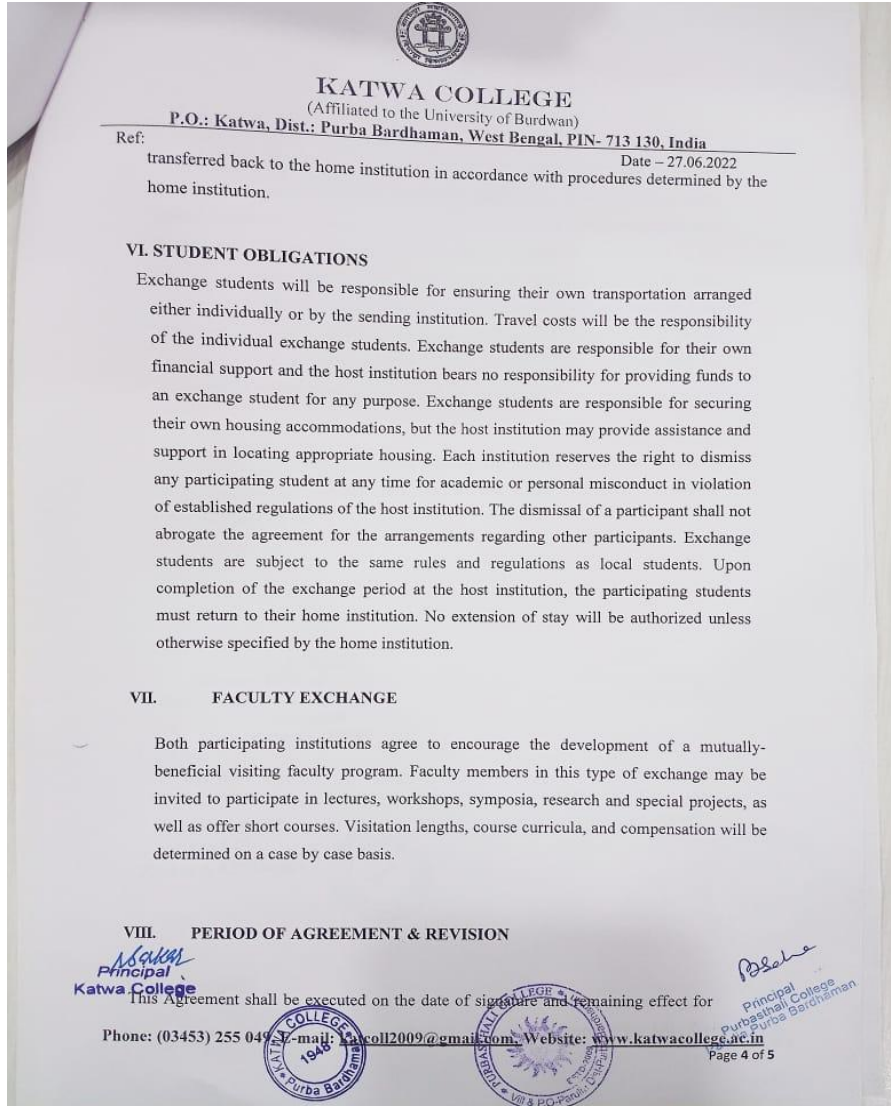 KATWA COLLEGE
(Affiliated to the University of Burdwan)
P.O.: Katwa, Dist.: Purba Bardhaman, West Bengal, PIN- 713 130, India
Ref:
Date – 27.06.2022
transferred back to the home institution in accordance with procedures determined by the
home institution.
VI. STUDENT OBLIGATIONS
Exchange students will be responsible for ensuring their own transportation arranged
either individually or by the sending institution. Travel costs will be the responsibility
of the individual exchange students. Exchange students are responsible for their own
financial support and the host institution bears no responsibility for providing funds to
an exchange student for any purpose. Exchange students are responsible for securing
their own housing accommodations, but the host institution may provide assistance and
support in locating appropriate housing. Each institution reserves the right to dismiss
any participating student at any time for academic or personal misconduct in violation
of established regulations of the host institution. The dismissal of a participant shall not
abrogate the agreement for the arrangements regarding other participants. Exchange
students are subject to the same rules and regulations as local students. Upon
completion of the exchange period at the host institution, the participating students
must return to their home institution. No extension of stay will be authorized unless
otherwise specified by the home institution.
VII. FACULTY EXCHANGE
Both participating institutions agree to encourage the development of a mutually-
beneficial visiting faculty program. Faculty members in this type of exchange may be
invited to participate in lectures, workshops, symposia, research and special projects, as
well as offer short courses. Visitation lengths, course curricula, and compensation will be
determined on a case by case basis.
VIII. PERIOD OF AGREEMENT & REVISION
Principal
Katwa College
This Agreement shall be executed on the date of signature and remaining effect for
Principal
Purbasthali College
Purba Bardhaman
Phone: (03453) 255 049 E-mail: katcoll2009@gmail.com, Website: www.katwacollege.ac.in
Page 4 of 5
KATWA COLLEGE
1948
Purba Bardhaman
PURBASTHALI COLLEGE
Vill & P.O-Parulia